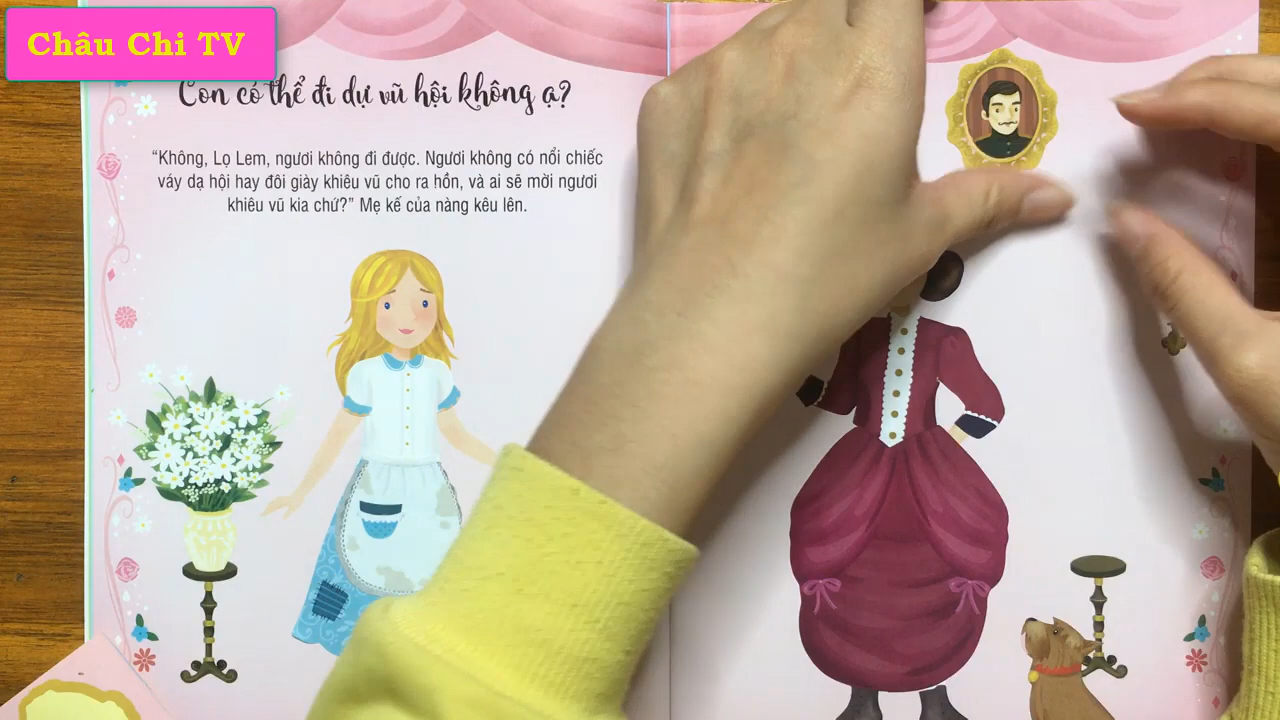 Châu Chi TV
Con có thể đi dự vũ hội không ạ?
“Không, Lọ Lem, ngươi không đi được. Ngươi không có nổi chiếc
váy dạ hội hay đôi giày khiêu vũ cho ra hồn, và ai sẽ mời ngươi
khiêu vũ kia chứ?” Mẹ kế của nàng kêu lên.